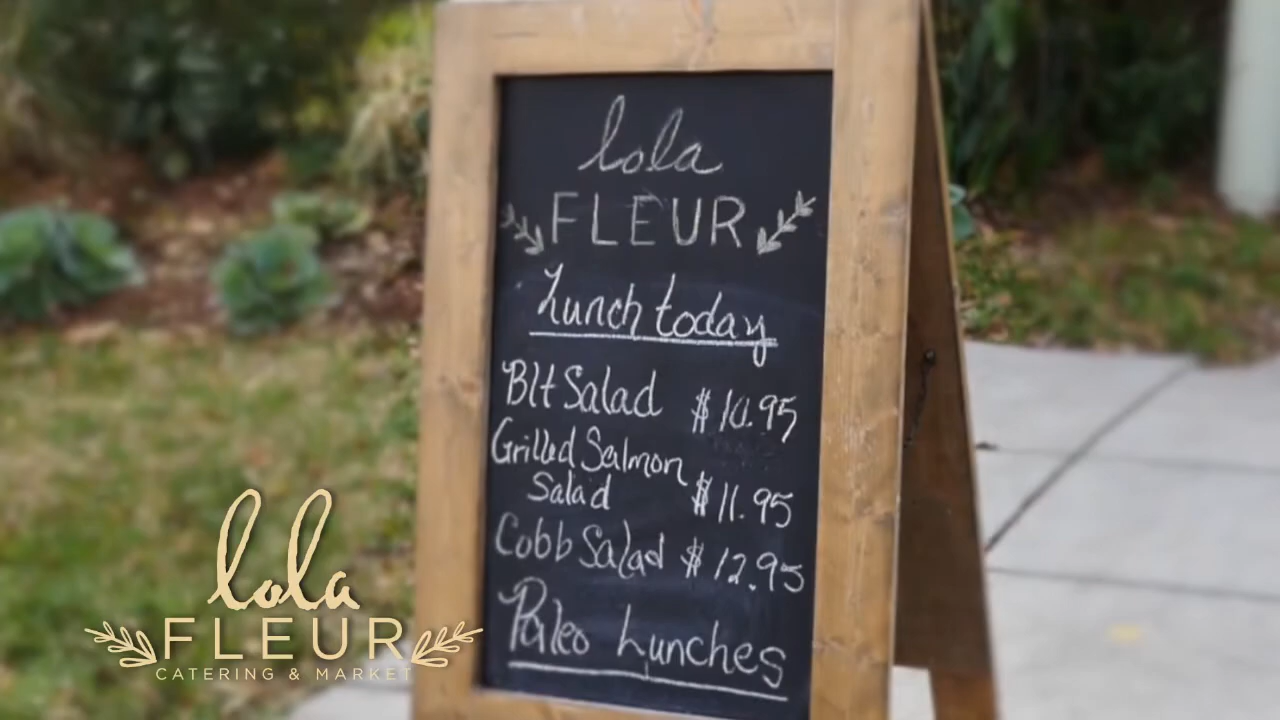 lola
FLEUR
Lunch today
Blt Salad $10.95
Grilled Salmon
Salad $11.95
Cobb Salad $12.95
Paleo Lunches
lola
FLEUR
CATERING & MARKET